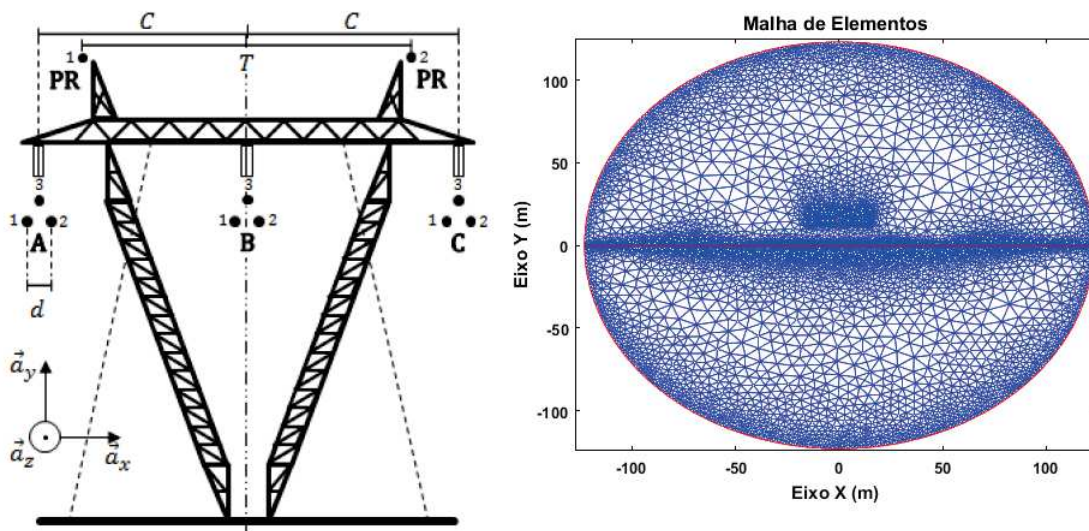 C C
T
1 2
PR PR
3 3 3
1 2 1 2 1 2
A B C
d
a⃗y
a⃗z a⃗x
Malha de Elementos
Eixo Y (m)
100
50
0
-50
-100
-100 -50 0 50 100
Eixo X (m)